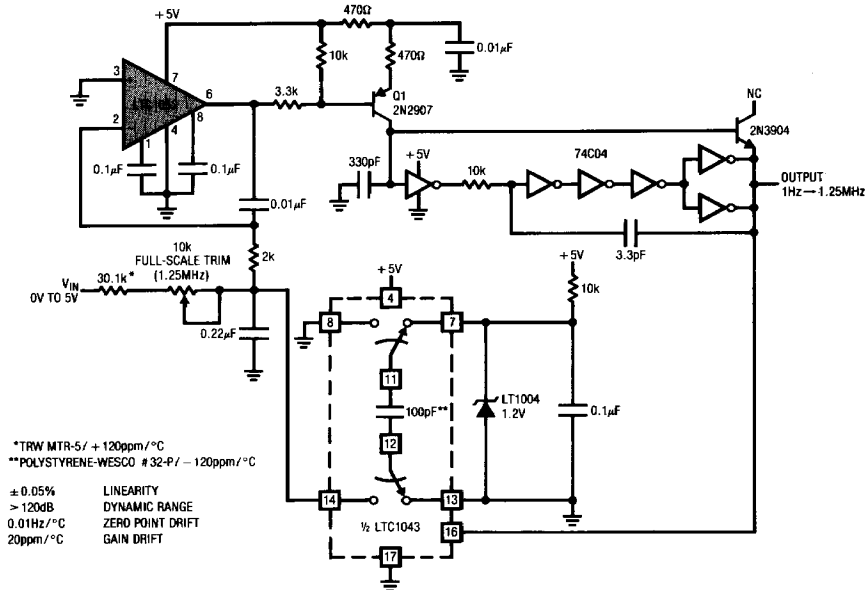 +5V
470Ω
10k
470Ω
0.01µF
3
7
6
3.3k
Q1
2N2907
NC
2N3904
2
1
4
8
0.1µF
0.1µF
330pF
+5V
10k
74C04
OUTPUT
1Hz→1.25MHz
0.01µF
3.3pF
10k
FULL-SCALE TRIM
(1.25MHz)
2k
VIN
0V TO 5V
30.1k*
0.22µF
+5V
+5V
10k
4
8
7
11
100pF**
12
LT1004
1.2V
0.1µF
14
13
½ LTC1043
16
17
*TRW MTR-5/ +120ppm/°C
**POLYSTYRENE-WESCO #32-P/ −120ppm/°C
±0.05% LINEARITY
>120dB DYNAMIC RANGE
0.01Hz/°C ZERO POINT DRIFT
20ppm/°C GAIN DRIFT